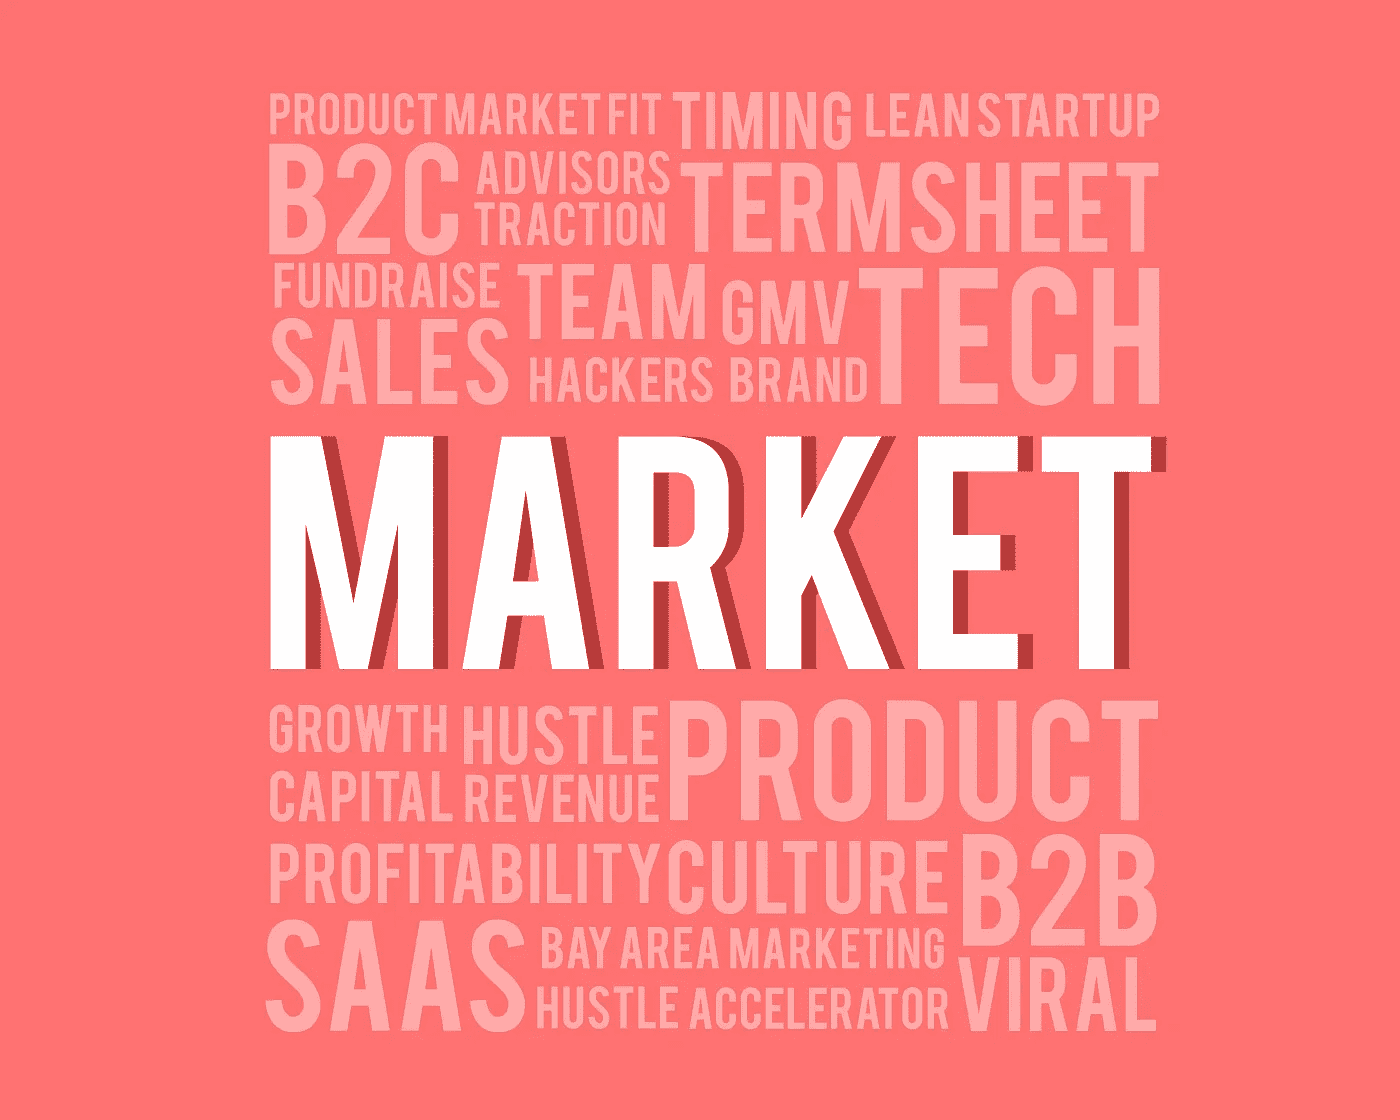 PRODUCT MARKET FIT TIMING LEAN STARTUP
B2C ADVISORS TERMSHEET
TRACTION
FUNDRAISE TEAM GMV TECH
SALES HACKERS BRAND
MARKET
GROWTH HUSTLE PRODUCT
CAPITAL REVENUE
PROFITABILITY CULTURE B2B
SAAS BAY AREA MARKETING
HUSTLE ACCELERATOR VIRAL